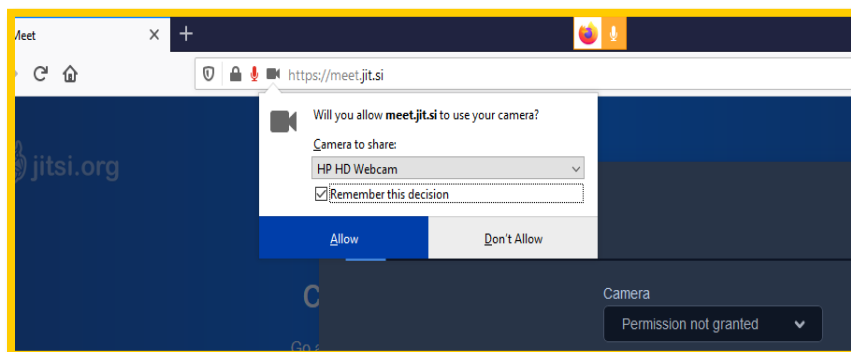 Meet
https://meet.jit.si
Will you allow meet.jit.si to use your camera?
Camera to share:
HP HD Webcam
Remember this decision
Allow
Don't Allow
jitsi.org
Camera
Permission not granted
C
Go a